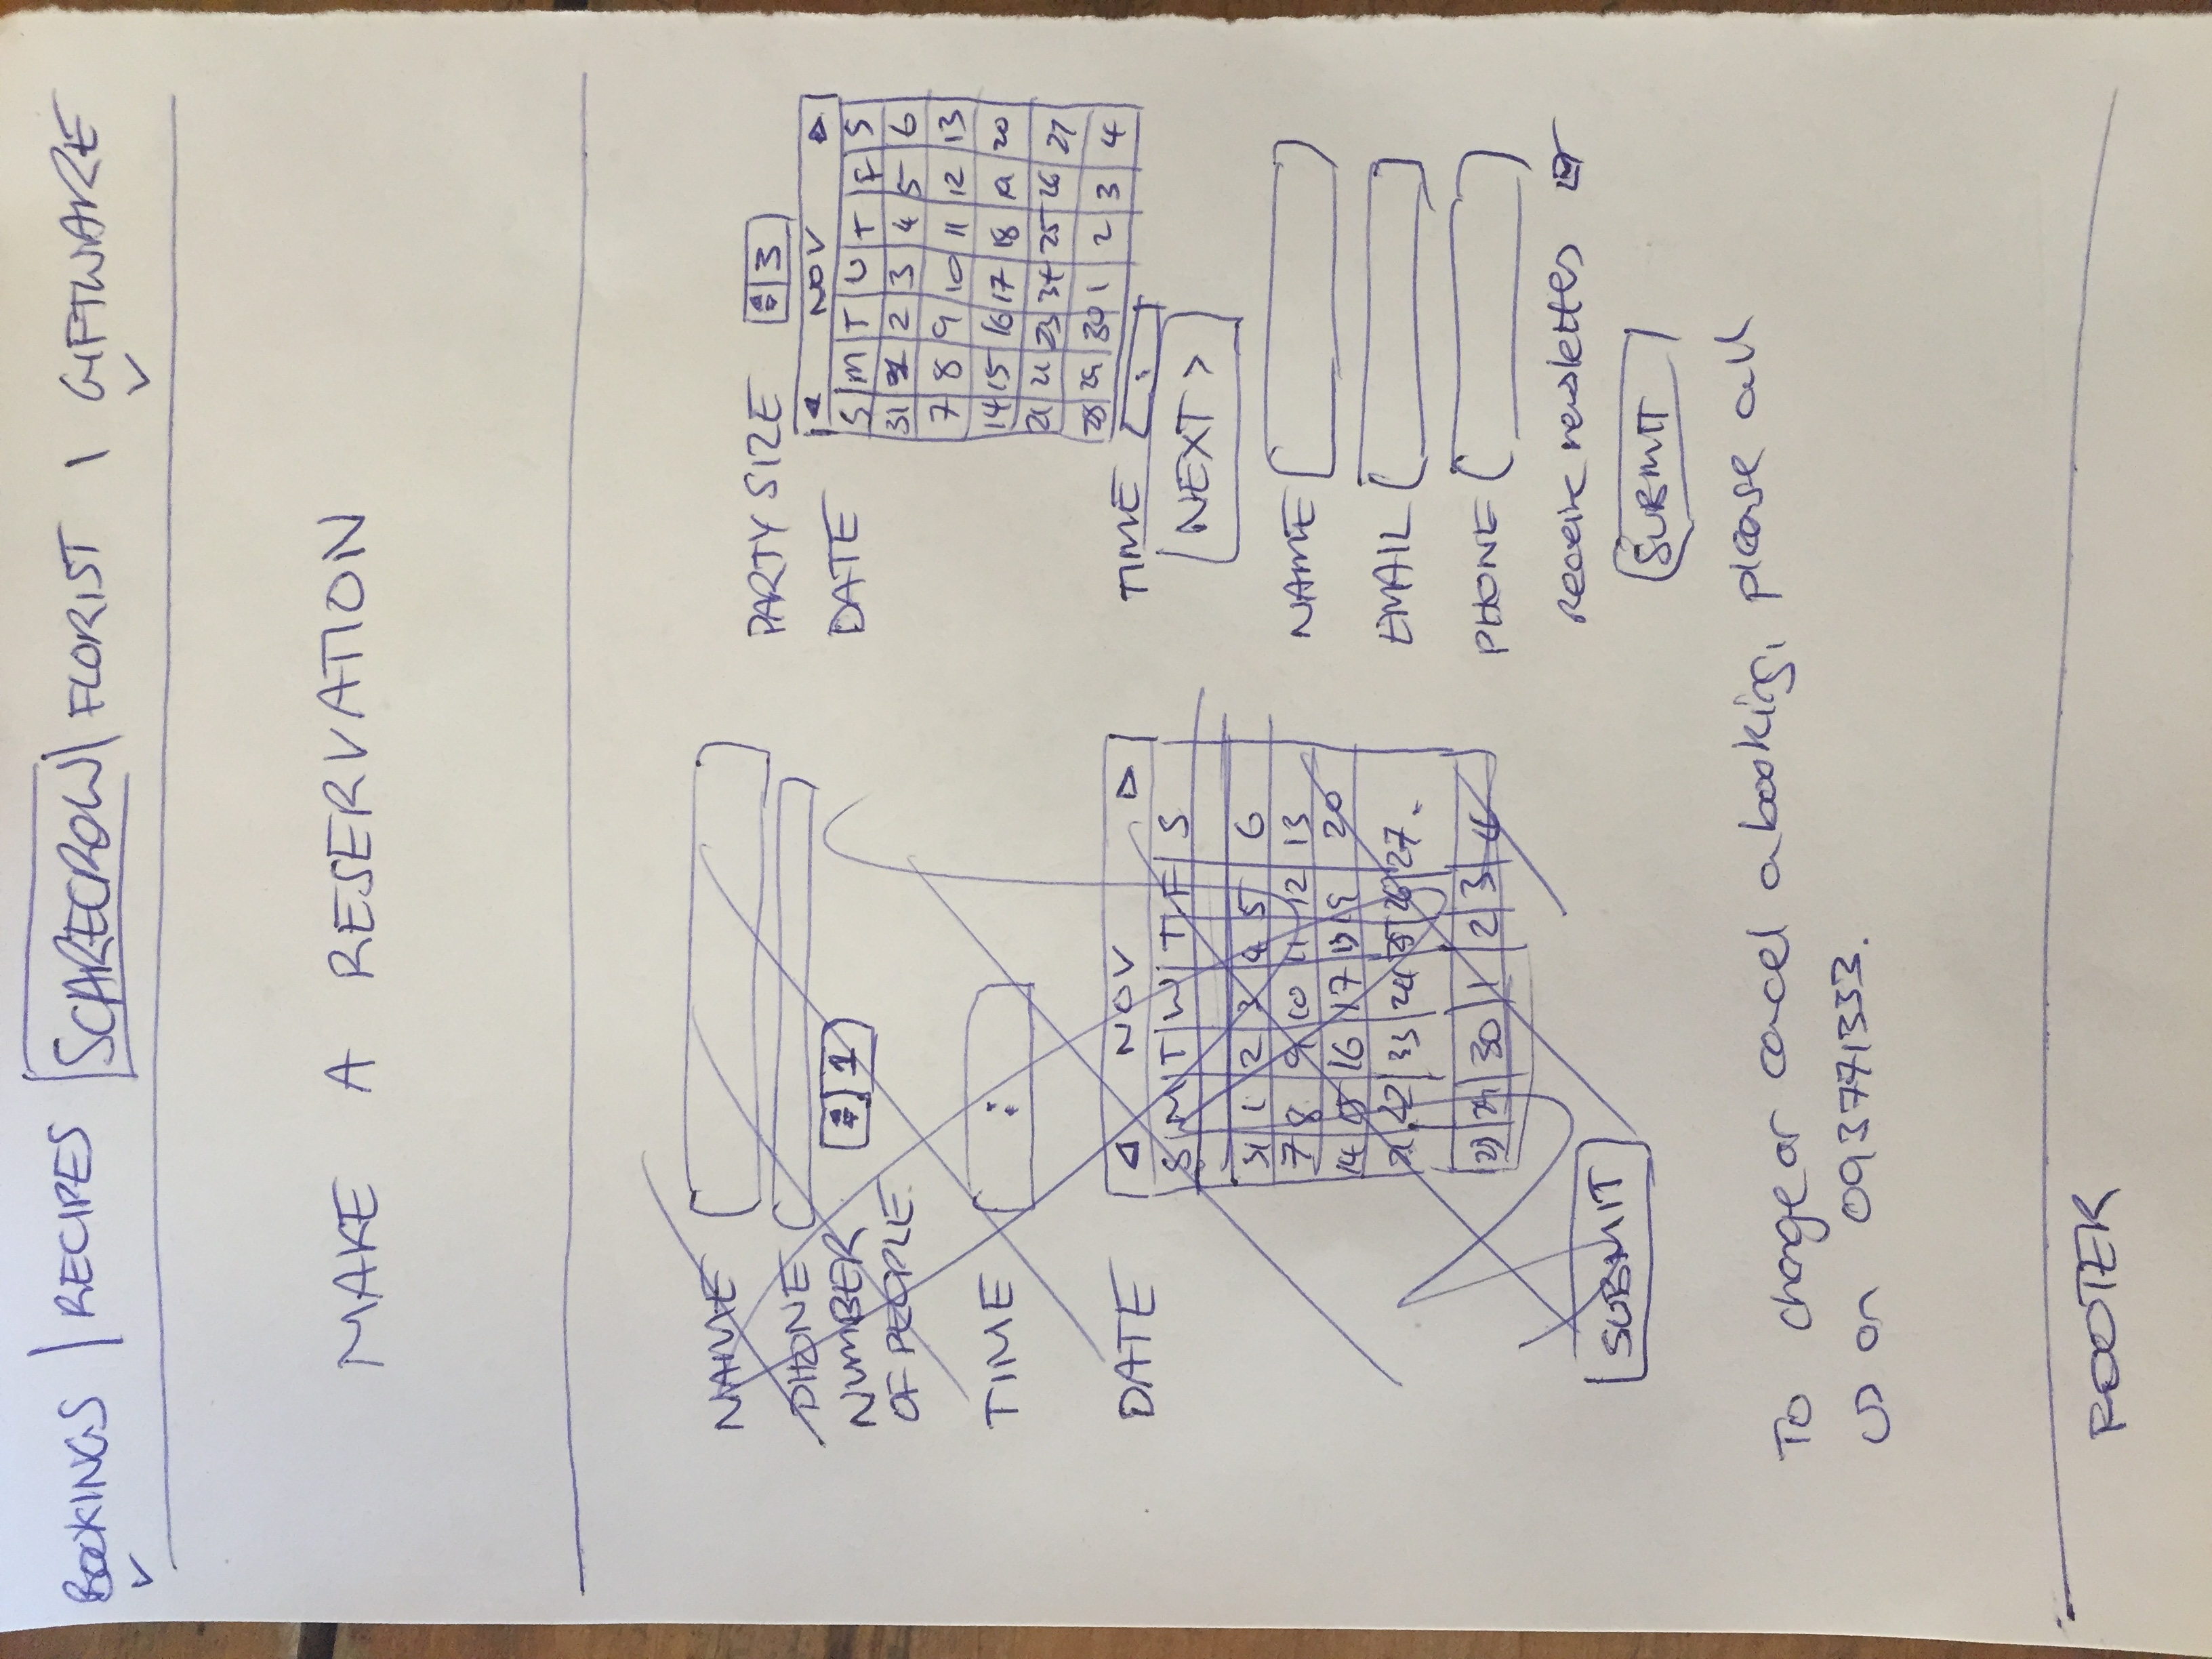 BOOKINGS | RECIPES SCARECROW | FLORIST | GIFTWARE
MAKE A RESERVATION
NAME
PHONE
NUMBER 1
OF PEOPLE
TIME :
DATE NOV
S M T W T F S
31 1 2 3 4 5 6
7 8 9 10 11 12 13
14 15 16 17 18 19 20
21 22 23 24 25 26 27
28 29 30 1 2 3 4
SUBMIT
PARTY SIZE 3
DATE NOV
S M T W T F S
31 1 2 3 4 5 6
7 8 9 10 11 12 13
14 15 16 17 18 19 20
21 23 34 25 26 27
28 29 30 1 2 3 4
TIME :
NEXT >
NAME
EMAIL
PHONE
Receive newsletters
SUBMIT
To change or cancel a booking, please call
us on 093771333.
FOOTER